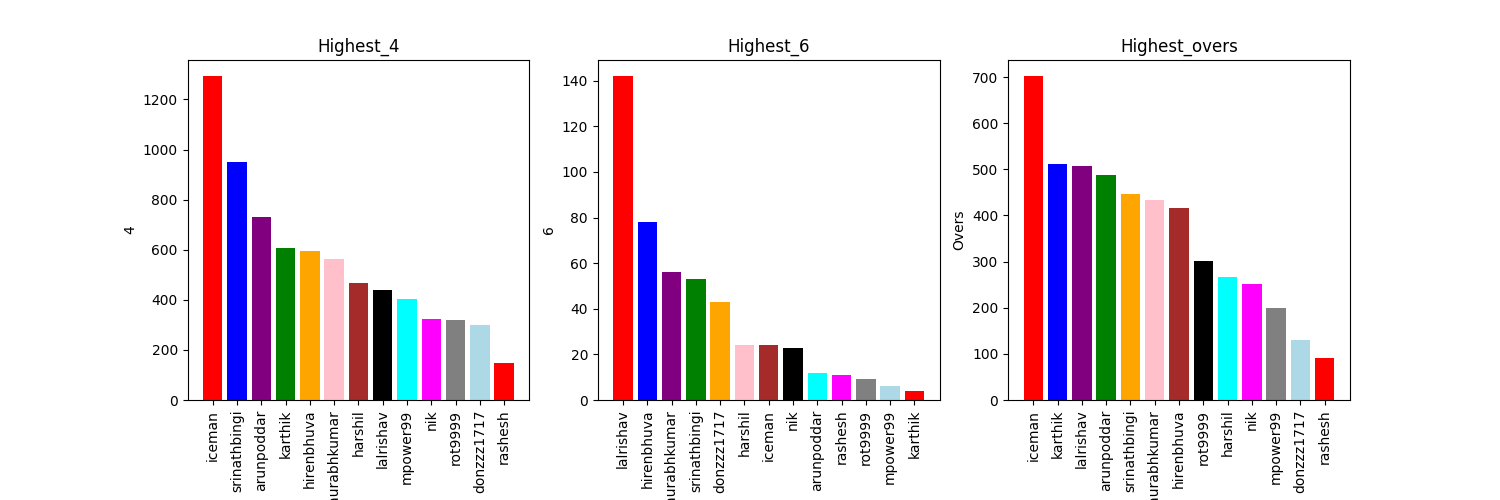 Highest_4
4
1200
1000
800
600
400
200
0
iceman
srinathbingi
arunpoddar
karthik
hirenbhuva
urabhkumar
harshil
lalrishav
mpower99
nik
rot9999
donzzz1717
rashesh
Highest_6
6
140
120
100
80
60
40
20
0
lalrishav
hirenbhuva
urabhkumar
srinathbingi
donzzz1717
harshil
iceman
nik
arunpoddar
rashesh
rot9999
mpower99
karthik
Highest_overs
Overs
700
600
500
400
300
200
100
0
iceman
karthik
lalrishav
arunpoddar
srinathbingi
urabhkumar
hirenbhuva
rot9999
harshil
nik
mpower99
donzzz1717
rashesh